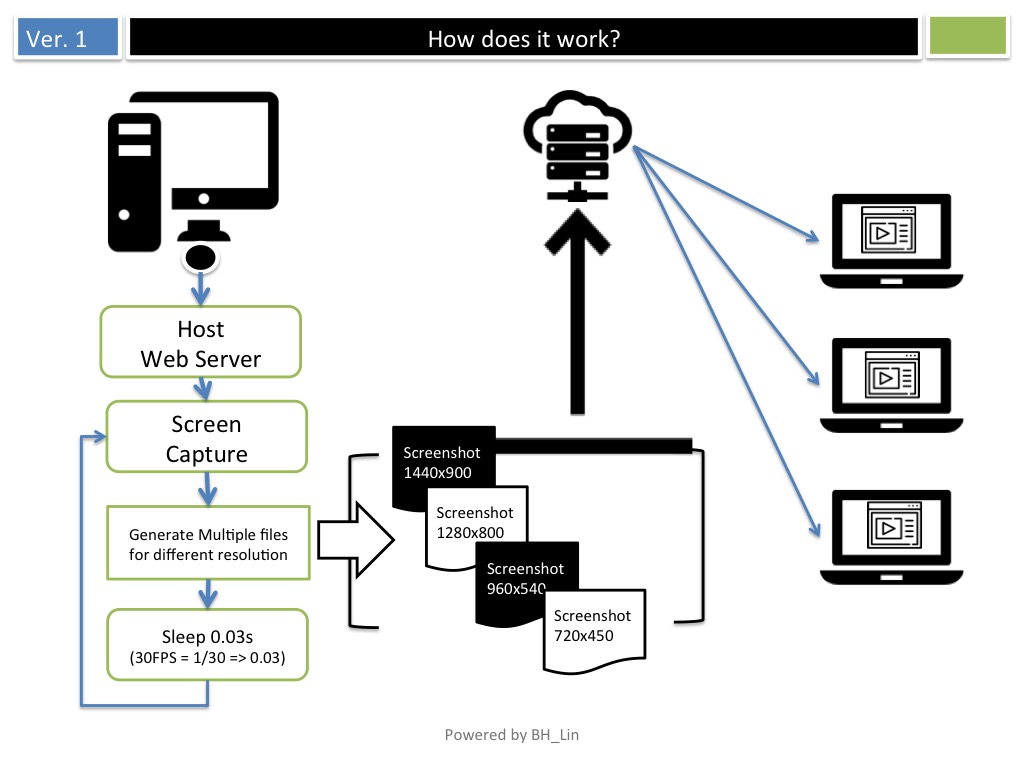 Ver. 1
How does it work?
Host
Web Server
Screen
Capture
Generate Multiple files
for different resolution
Sleep 0.03s
(30FPS = 1/30 => 0.03)
Screenshot
1440x900
Screenshot
1280x800
Screenshot
960x540
Screenshot
720x450
Powered by BH_Lin